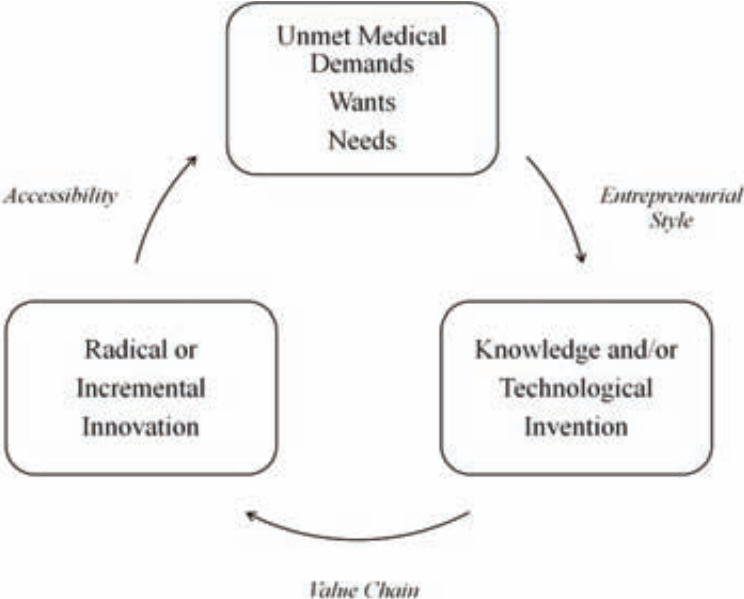 Unmet Medical
Demands
Wants
Needs
Accessibility
Entrepreneurial
Style
Radical or
Incremental
Innovation
Knowledge and/or
Technological
Invention
Value Chain